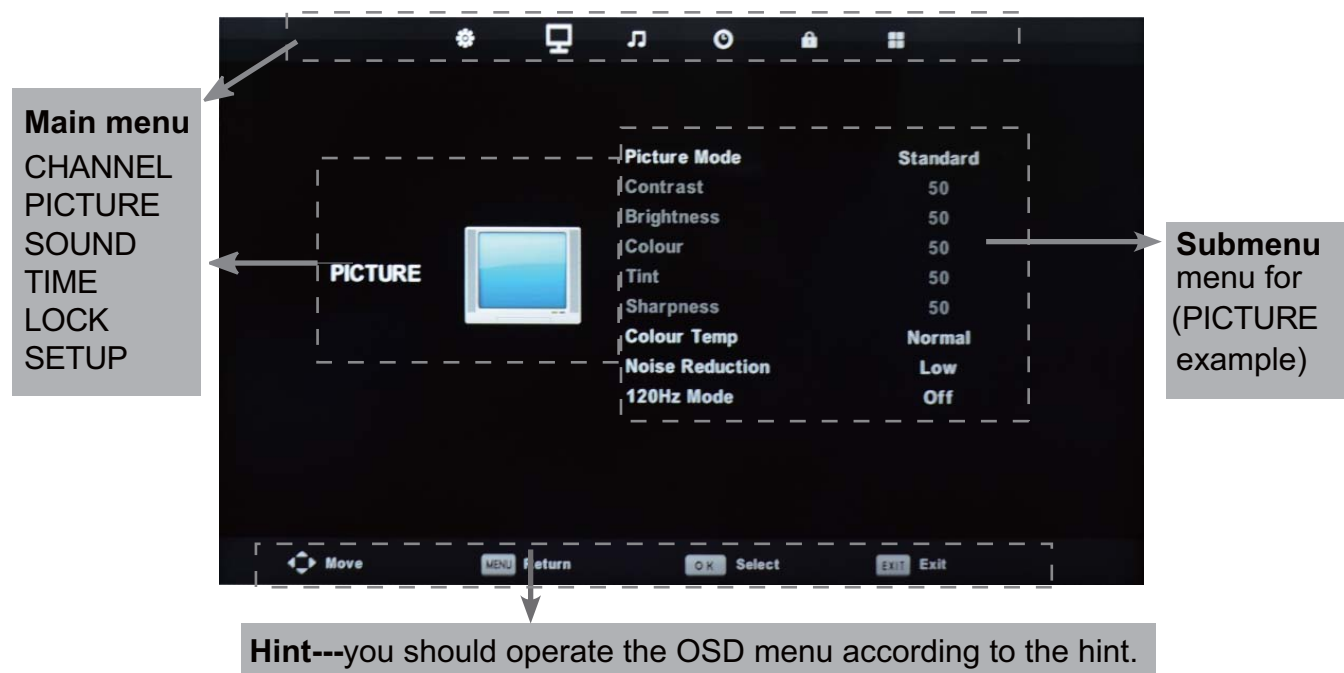 Main menu
CHANNEL
PICTURE
SOUND
TIME
LOCK
SETUP
PICTURE
Picture Mode Standard
Contrast 50
Brightness 50
Colour 50
Tint 50
Sharpness 50
Colour Temp Normal
Noise Reduction Low
120Hz Mode Off
Submenu
menu for
(PICTURE
example)
Move MENU Return OK Select EXIT Exit
Hint---you should operate the OSD menu according to the hint.